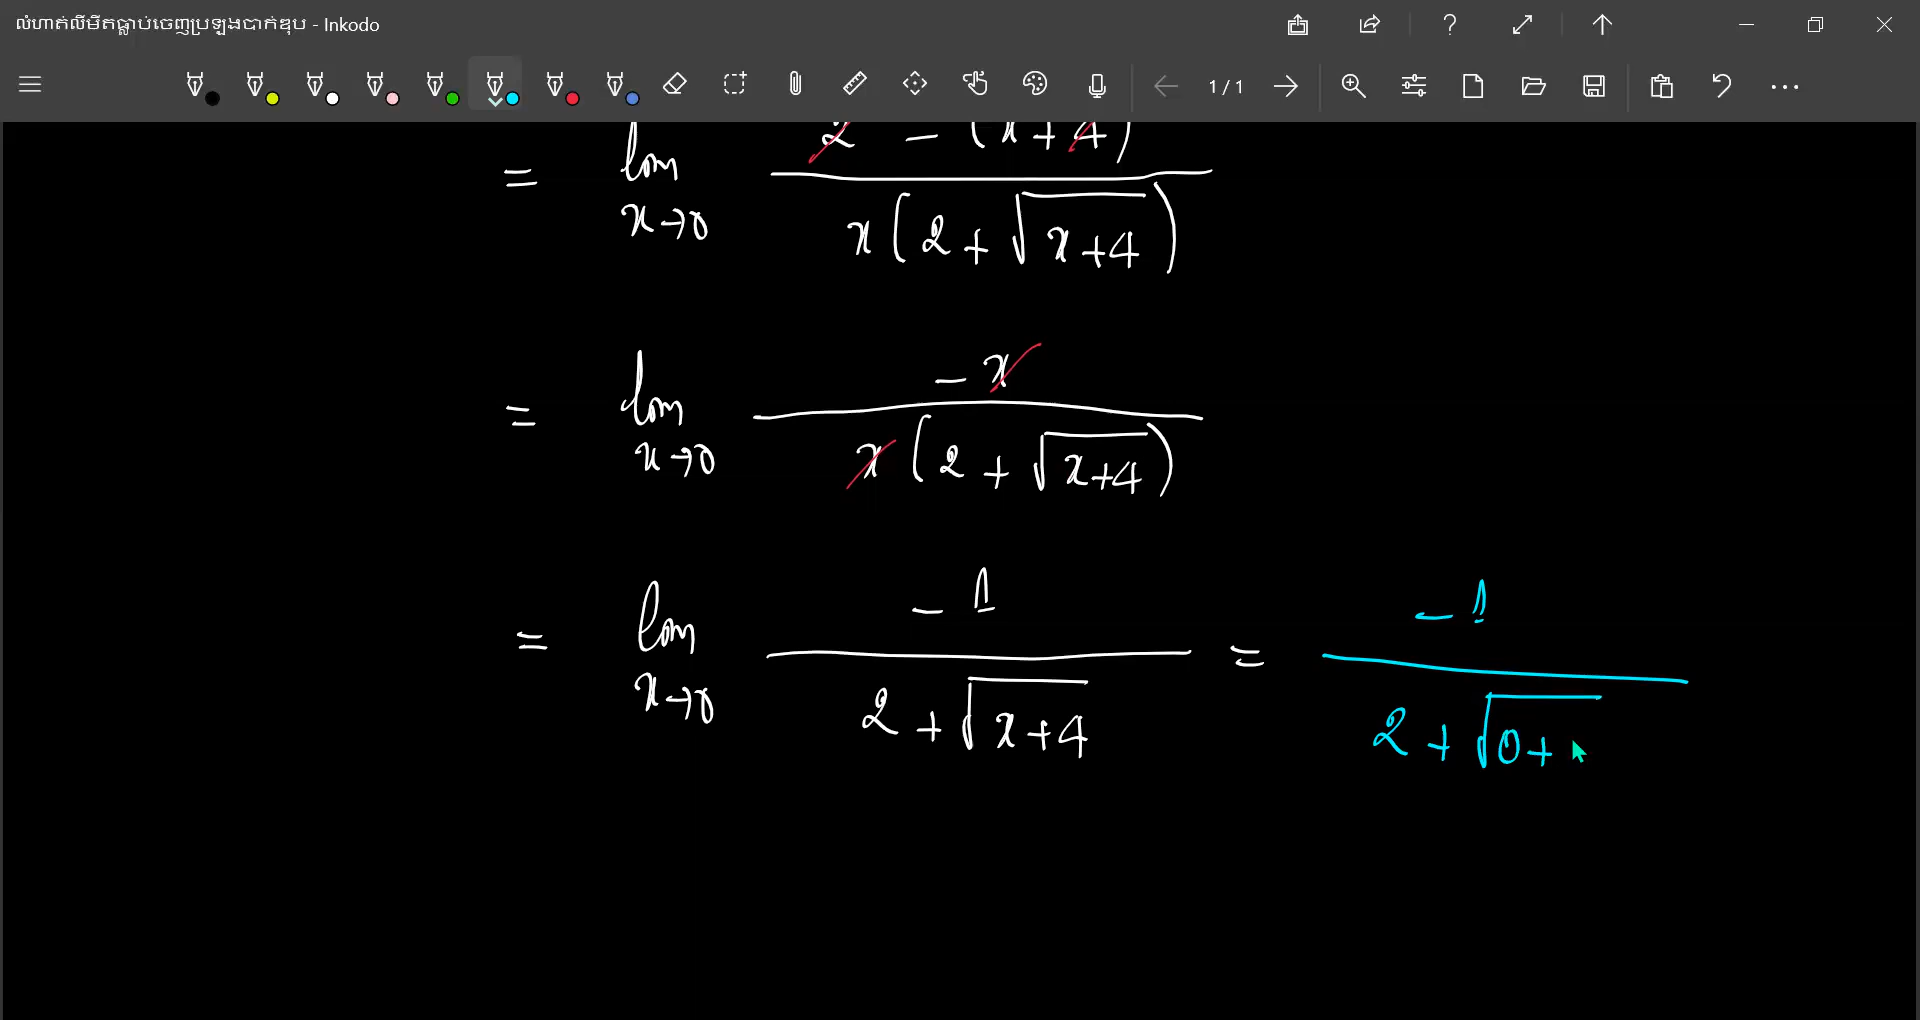 លំហាត់លីមីតធ្លាប់ចេញប្រឡងបាក់ឌុប - Inkodo
1 / 1
= lim x→0 2 - (x+4) / x(2+√x+4)
= lim x→0 -x / x(2+√x+4)
= lim x→0 -1 / 2+√x+4 = -1 / 2+√0+